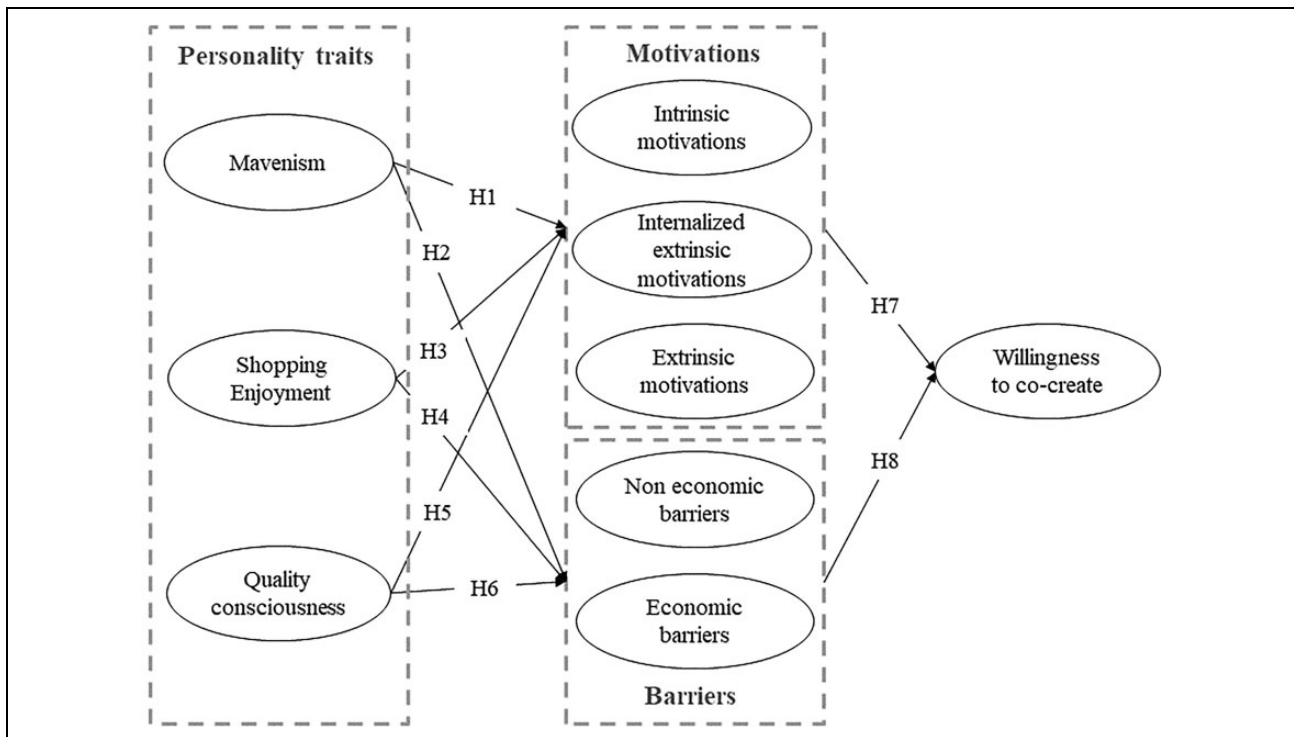 Personality traits
Mavenism
Shopping
Enjoyment
Quality
consciousness
H1
H2
H3
H4
H5
H6
Motivations
Intrinsic
motivations
Internalized
extrinsic
motivations
Extrinsic
motivations
Non economic
barriers
Economic
barriers
Barriers
H7
H8
Willingness
to co-create